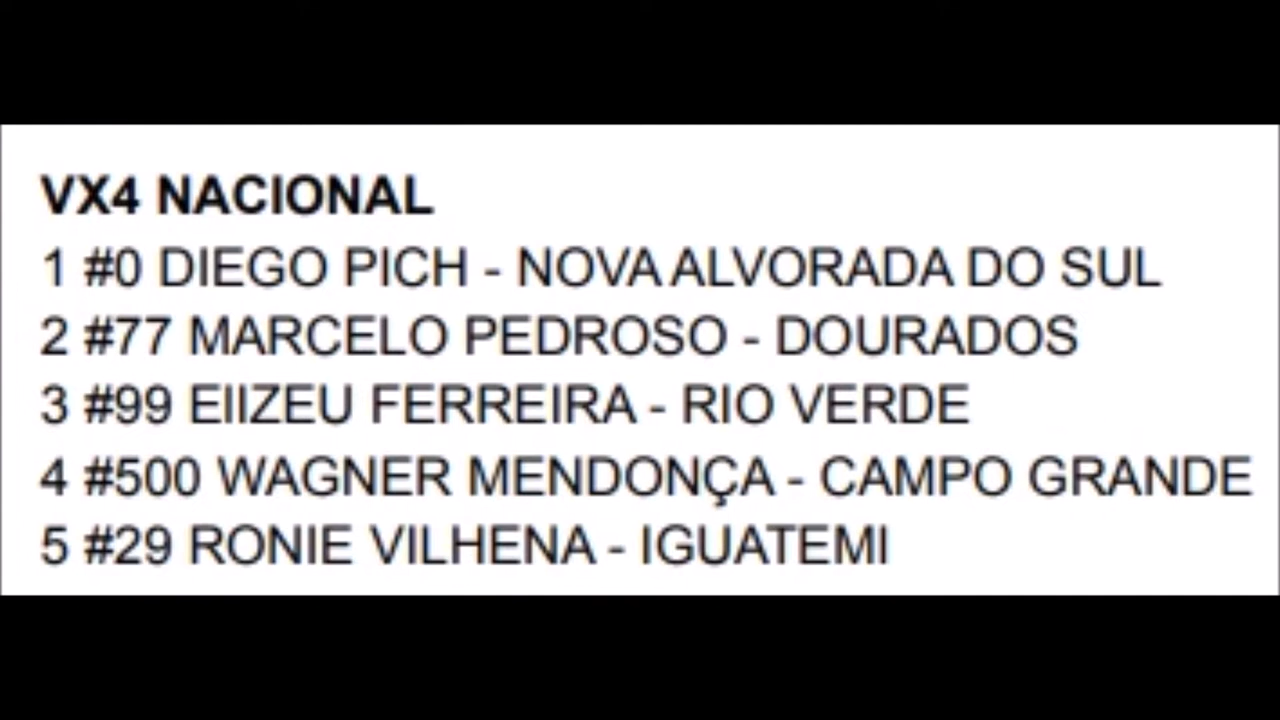 VX4 NACIONAL
1 #0 DIEGO PICH - NOVA ALVORADA DO SUL
2 #77 MARCELO PEDROSO - DOURADOS
3 #99 EIIZEU FERREIRA - RIO VERDE
4 #500 WAGNER MENDONÇA - CAMPO GRANDE
5 #29 RONIE VILHENA - IGUATEMI